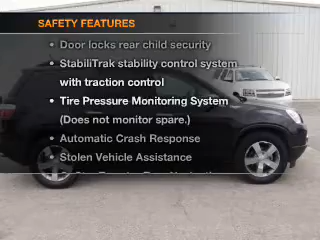 SAFETY FEATURES
• Door locks rear child security
• StabiliTrak stability control system
with traction control
• Tire Pressure Monitoring System
(Does not monitor spare.)
• Automatic Crash Response
• Stolen Vehicle Assistance